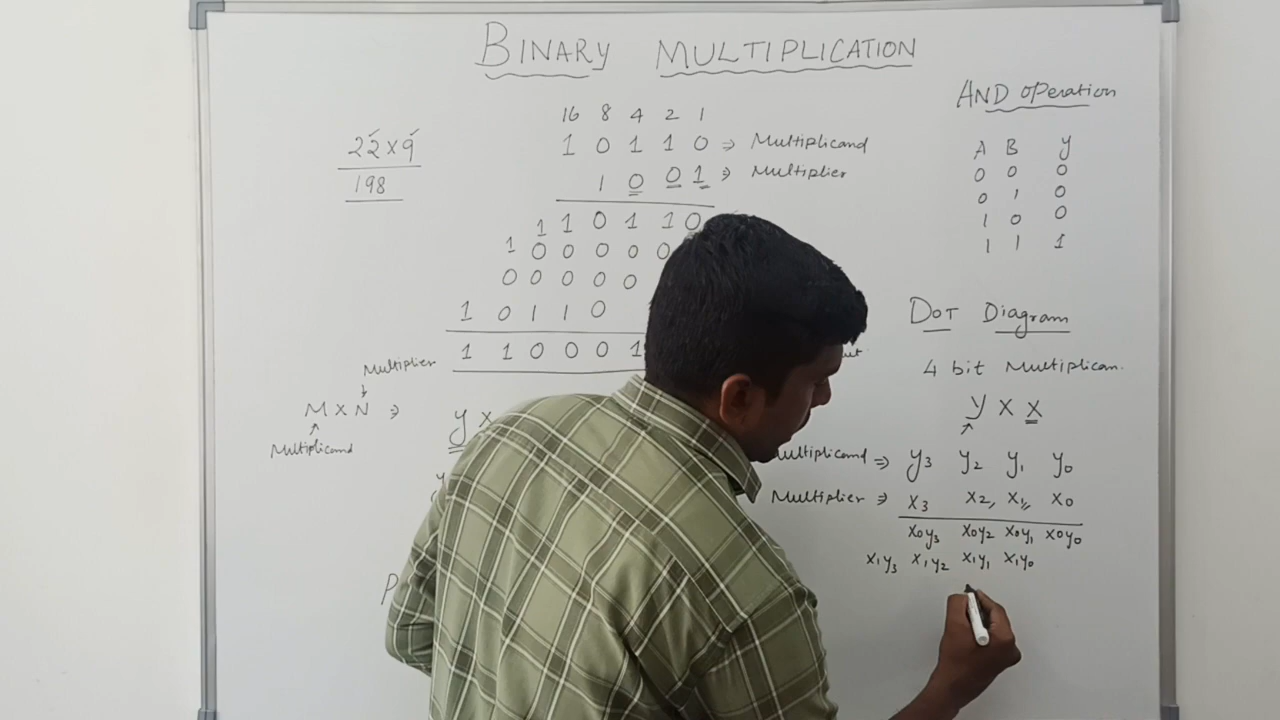 BINARY MULTIPLICATION
AND operation
A B Y
0 0 0
0 1 0
1 0 0
1 1 1
22 x 9
198
16 8 4 2 1
1 0 1 1 0 => Multiplicand
1 0 0 1 => Multiplier
1 1 0 1 1 0
1 0 0 0 0 0
0 0 0 0 0
1 0 1 1 0
1 1 0 0 0 1
Multiplier
M X N =>
Multiplicand
y x
DOT Diagram
4 bit Multiplican.
y x x
Multiplicand => y3 y2 y1 y0
Multiplier => x3 x2, x1, x0
x0y3 x0y2 x0y1 x0y0
x1y3 x1y2 x1y1 x1y0
P